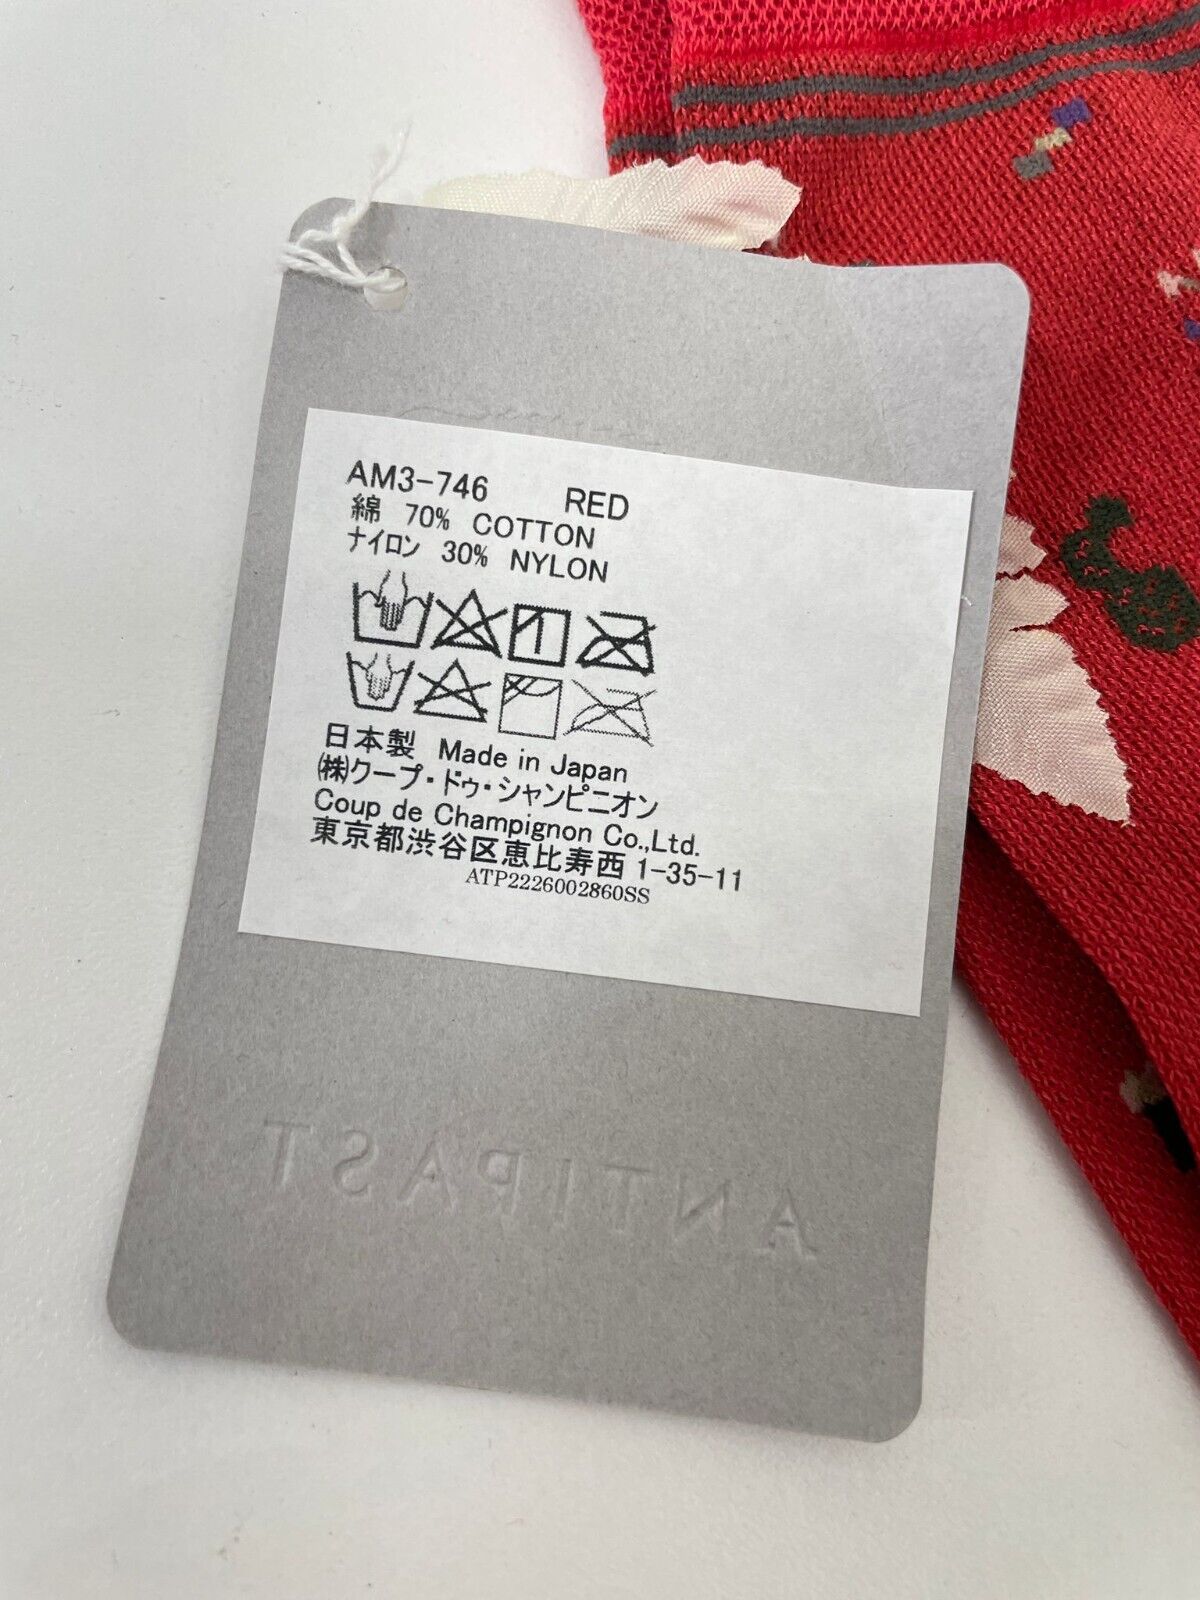 AM3-746 RED
綿 70% COTTON
ナイロン 30% NYLON
日本製 Made in Japan
㈱クープ・ドゥ・シャンピニオン
Coup de Champignon Co.,Ltd.
東京都渋谷区恵比寿西 1-35-11
ATP2226002860SS
ANTIPAST